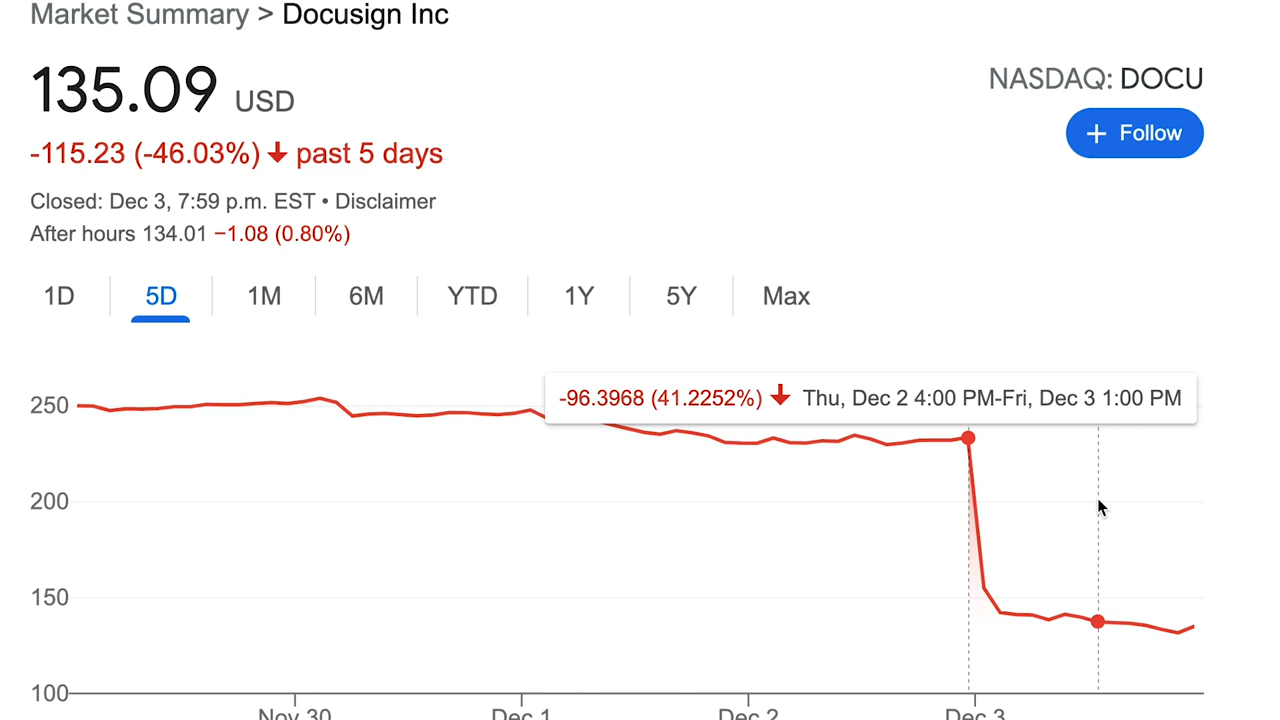 Market Summary > Docusign Inc
135.09 USD
NASDAQ: DOCU
+ Follow
-115.23 (-46.03%) ↓ past 5 days
Closed: Dec 3, 7:59 p.m. EST • Disclaimer
After hours 134.01 −1.08 (0.80%)
1D 5D 1M 6M YTD 1Y 5Y Max
-96.3968 (41.2252%) ↓ Thu, Dec 2 4:00 PM-Fri, Dec 3 1:00 PM
250
200
150
100
Nov 30 Dec 1 Dec 2 Dec 3